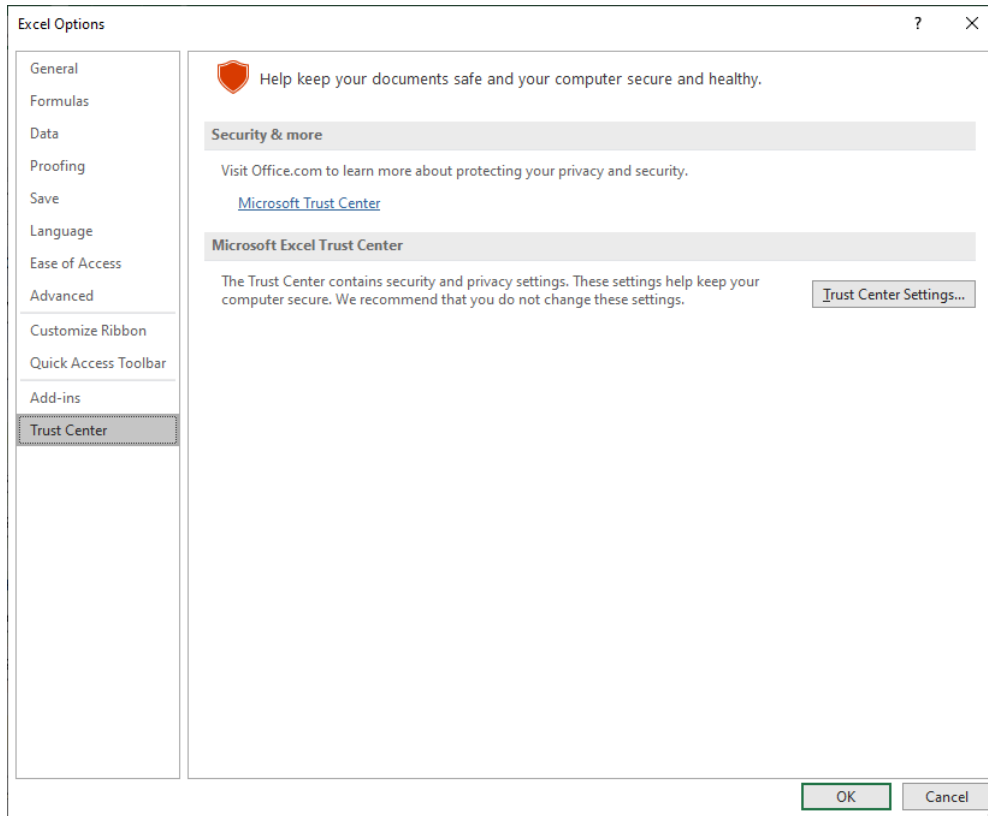 Excel Options
?
General
Formulas
Data
Proofing
Save
Language
Ease of Access
Advanced
Customize Ribbon
Quick Access Toolbar
Add-ins
Trust Center
Help keep your documents safe and your computer secure and healthy.
Security & more
Visit Office.com to learn more about protecting your privacy and security.
Microsoft Trust Center
Microsoft Excel Trust Center
The Trust Center contains security and privacy settings. These settings help keep your
computer secure. We recommend that you do not change these settings.
Trust Center Settings...
OK
Cancel